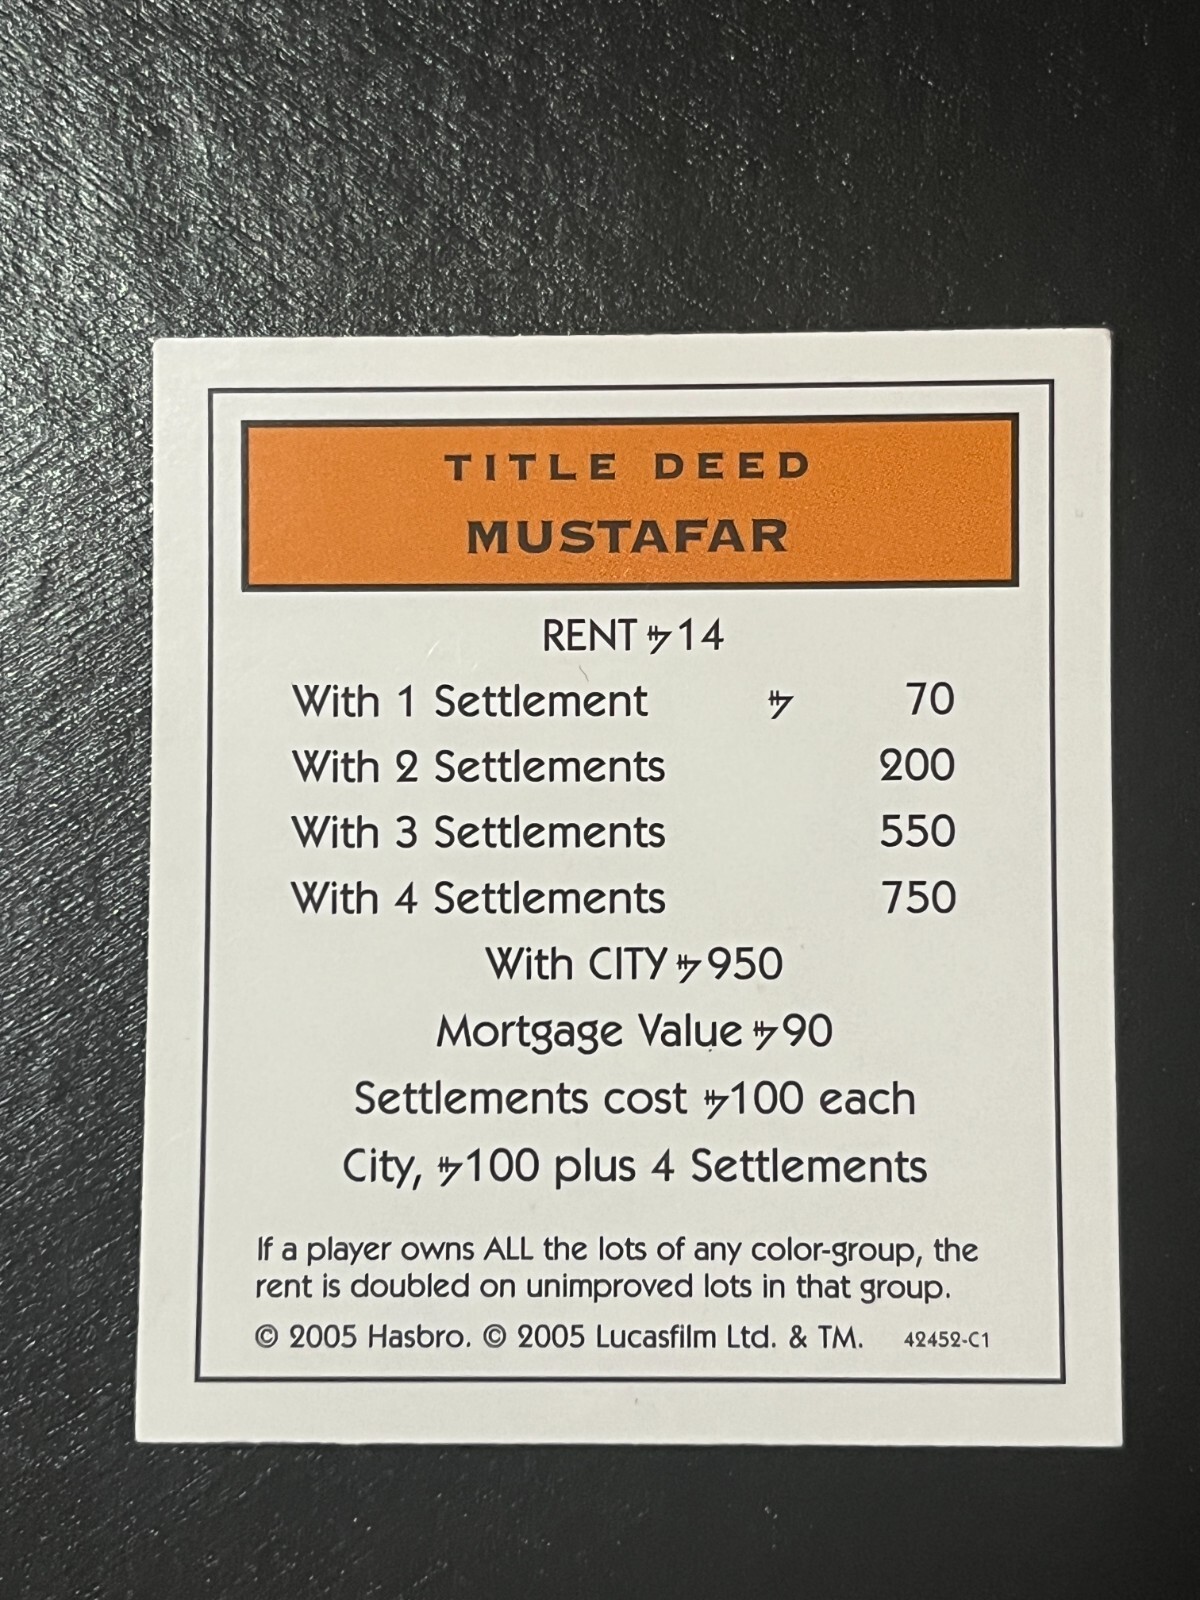 TITLE DEED
MUSTAFAR
RENT 14
With 1 Settlement 70
With 2 Settlements 200
With 3 Settlements 550
With 4 Settlements 750
With CITY 950
Mortgage Value 90
Settlements cost 100 each
City, 100 plus 4 Settlements
If a player owns ALL the lots of any color-group, the
rent is doubled on unimproved lots in that group.
© 2005 Hasbro. © 2005 Lucasfilm Ltd. & TM. 42452-C1